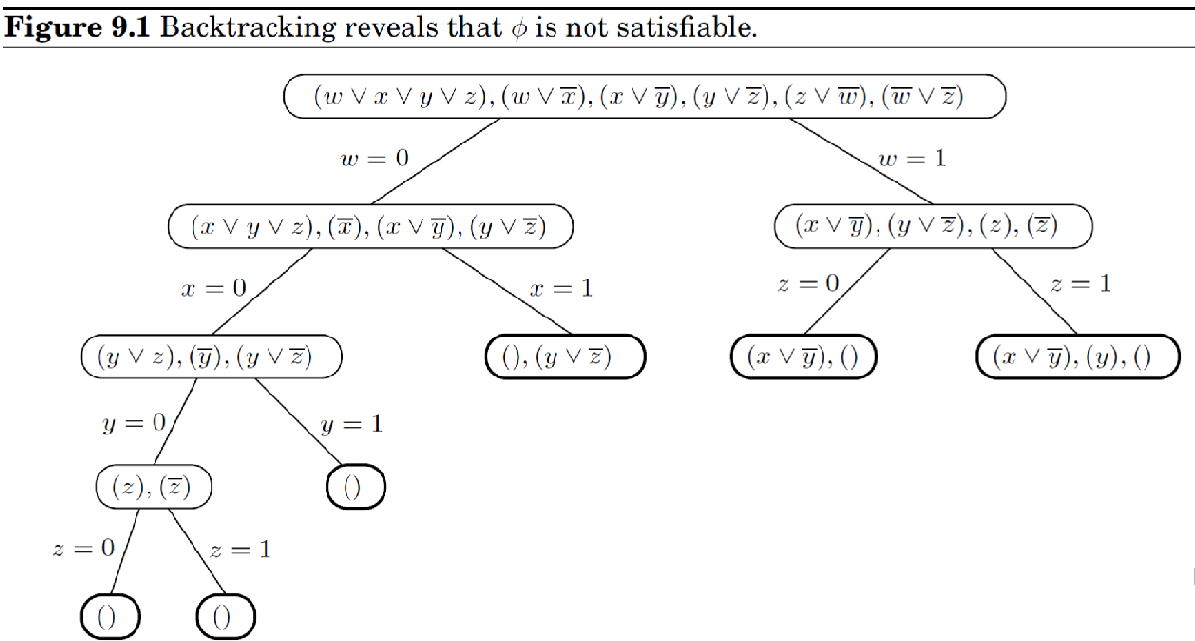 Figure 9.1 Backtracking reveals that ϕ is not satisfiable.
(w ∨ x ∨ y ∨ z), (w ∨ x̅), (x ∨ y̅), (y ∨ z̅), (z ∨ w̅), (w̅ ∨ z̅)
w = 0 w = 1
(x ∨ y ∨ z), (x̅), (x ∨ y̅), (y ∨ z̅) (x ∨ y̅), (y ∨ z̅), (z), (z̅)
x = 0 x = 1 z = 0 z = 1
(y ∨ z), (y̅), (y ∨ z̅) (), (y ∨ z̅) (x ∨ y̅), () (x ∨ y̅), (y), ()
y = 0 y = 1
(z), (z̅) ()
z = 0 z = 1
() ()